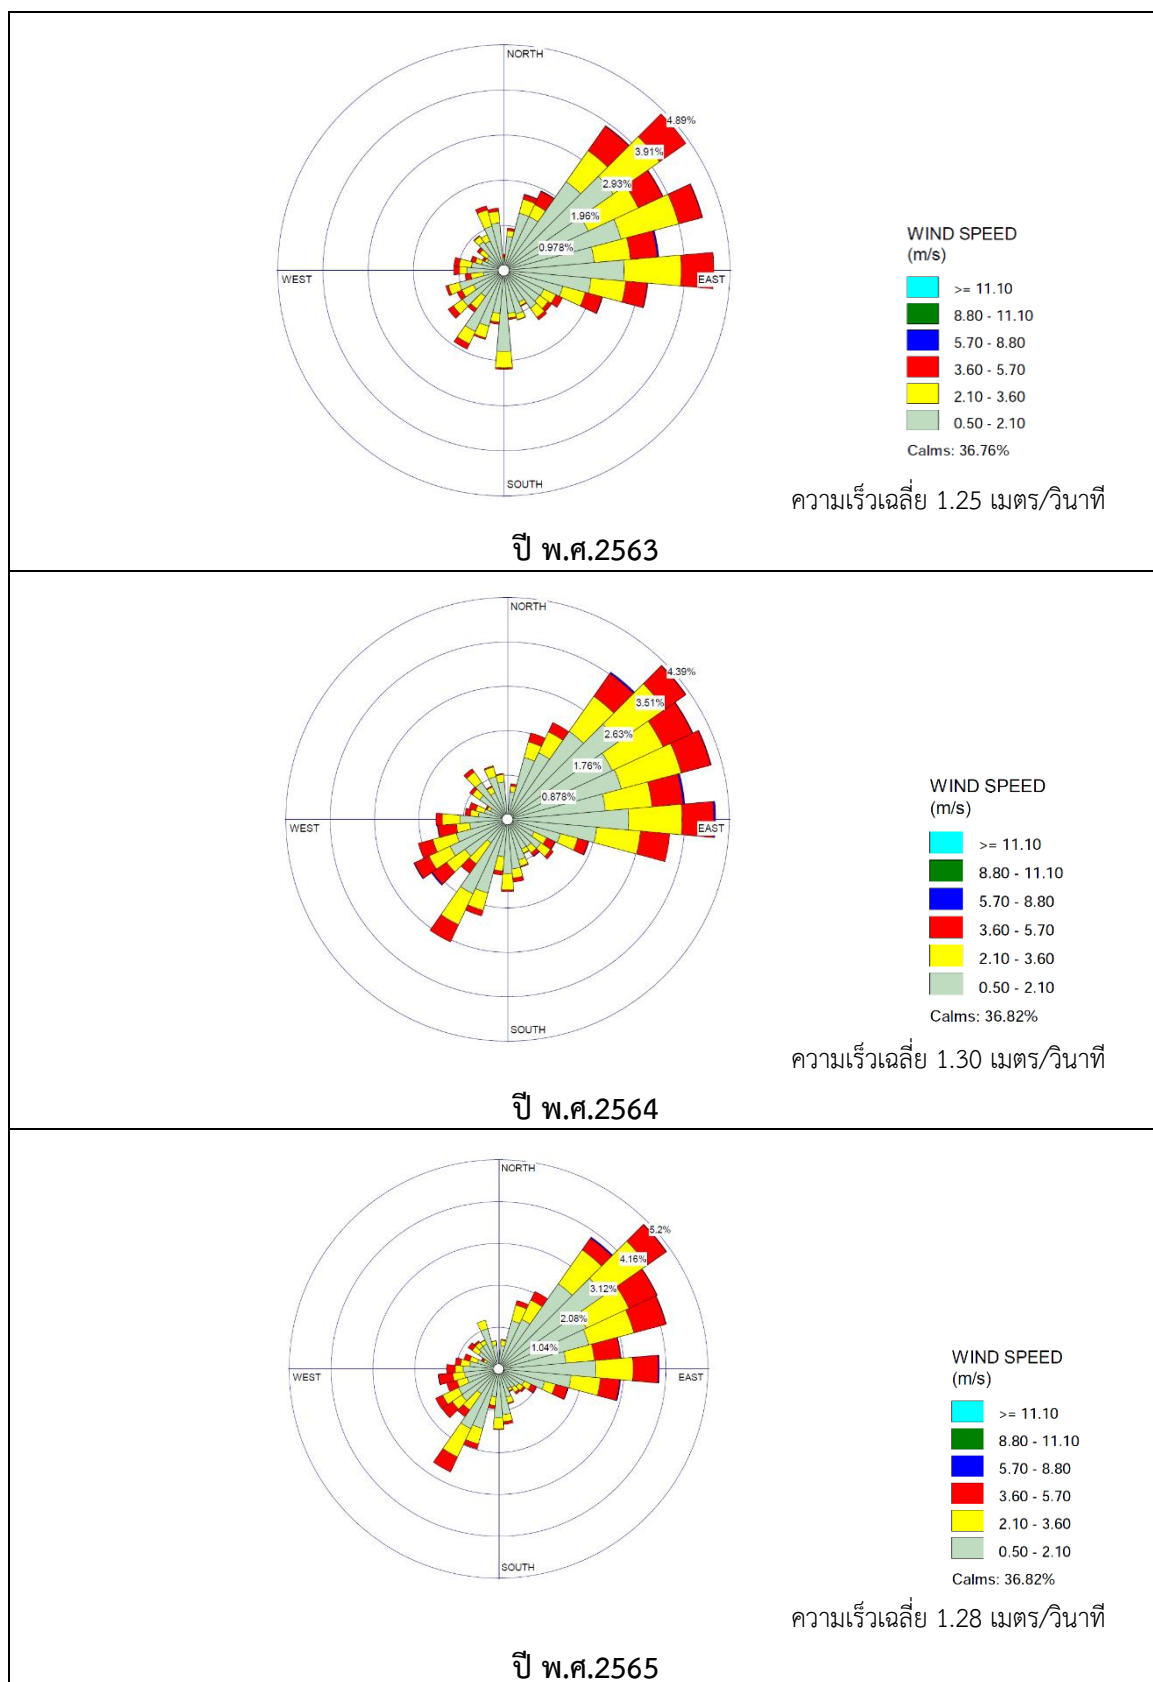 NORTH
4.89%
3.91%
2.93%
1.96%
0.978%
WEST
EAST
SOUTH
WIND SPEED
(m/s)
>= 11.10
8.80 - 11.10
5.70 - 8.80
3.60 - 5.70
2.10 - 3.60
0.50 - 2.10
Calms: 36.76%
ความเร็วเฉลี่ย 1.25 เมตร/วินาที
ปี พ.ศ.2563
NORTH
4.39%
3.51%
2.63%
1.76%
0.878%
WEST
EAST
SOUTH
WIND SPEED
(m/s)
>= 11.10
8.80 - 11.10
5.70 - 8.80
3.60 - 5.70
2.10 - 3.60
0.50 - 2.10
Calms: 36.82%
ความเร็วเฉลี่ย 1.30 เมตร/วินาที
ปี พ.ศ.2564
NORTH
5.2%
4.16%
3.12%
2.08%
1.04%
WEST
EAST
SOUTH
WIND SPEED
(m/s)
>= 11.10
8.80 - 11.10
5.70 - 8.80
3.60 - 5.70
2.10 - 3.60
0.50 - 2.10
Calms: 36.82%
ความเร็วเฉลี่ย 1.28 เมตร/วินาที
ปี พ.ศ.2565